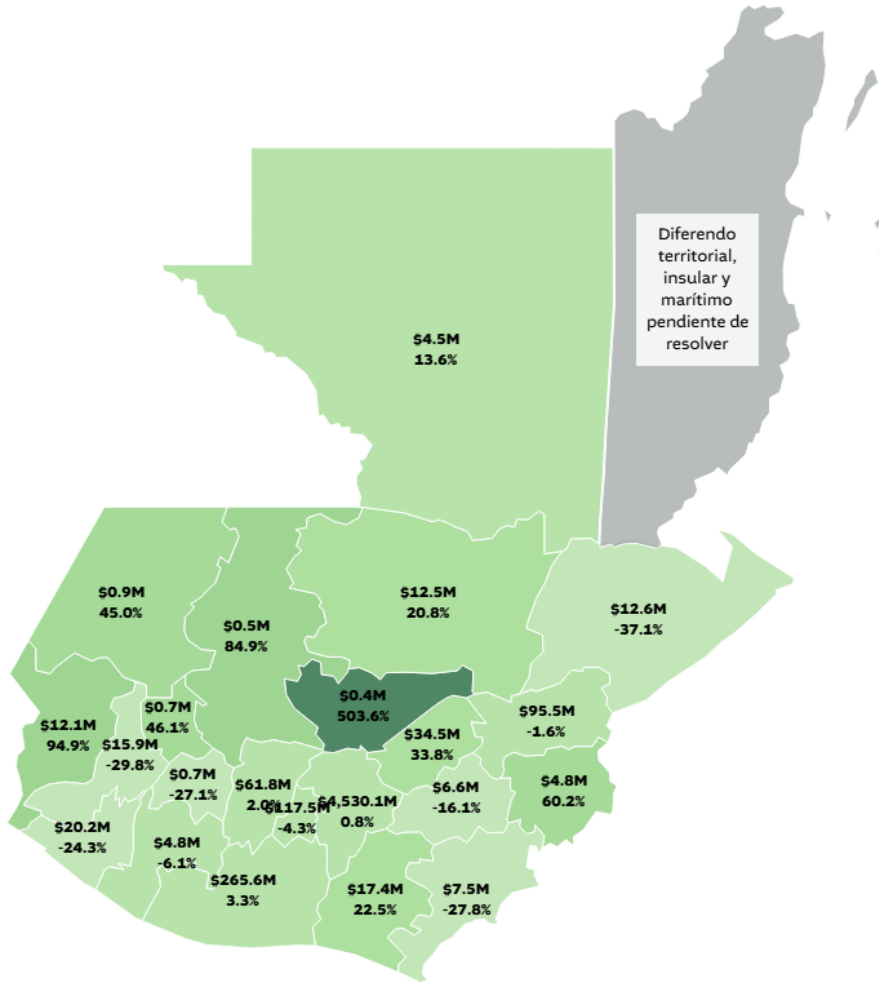 Diferendo
territorial,
insular y
marítimo
pendiente de
resolver
$4.5M
13.6%
$0.9M
45.0%
$0.5M
84.9%
$12.5M
20.8%
$12.6M
-37.1%
$0.4M
503.6%
$12.1M
94.9%
$15.9M
-29.8%
$0.7M
46.1%
$34.5M
33.8%
$95.5M
-1.6%
$0.7M
-27.1%
$61.8M
2.0%
$117.5M
-4.3%
$4,530.1M
0.8%
$6.6M
-16.1%
$4.8M
60.2%
$20.2M
-24.3%
$4.8M
-6.1%
$265.6M
3.3%
$17.4M
22.5%
$7.5M
-27.8%